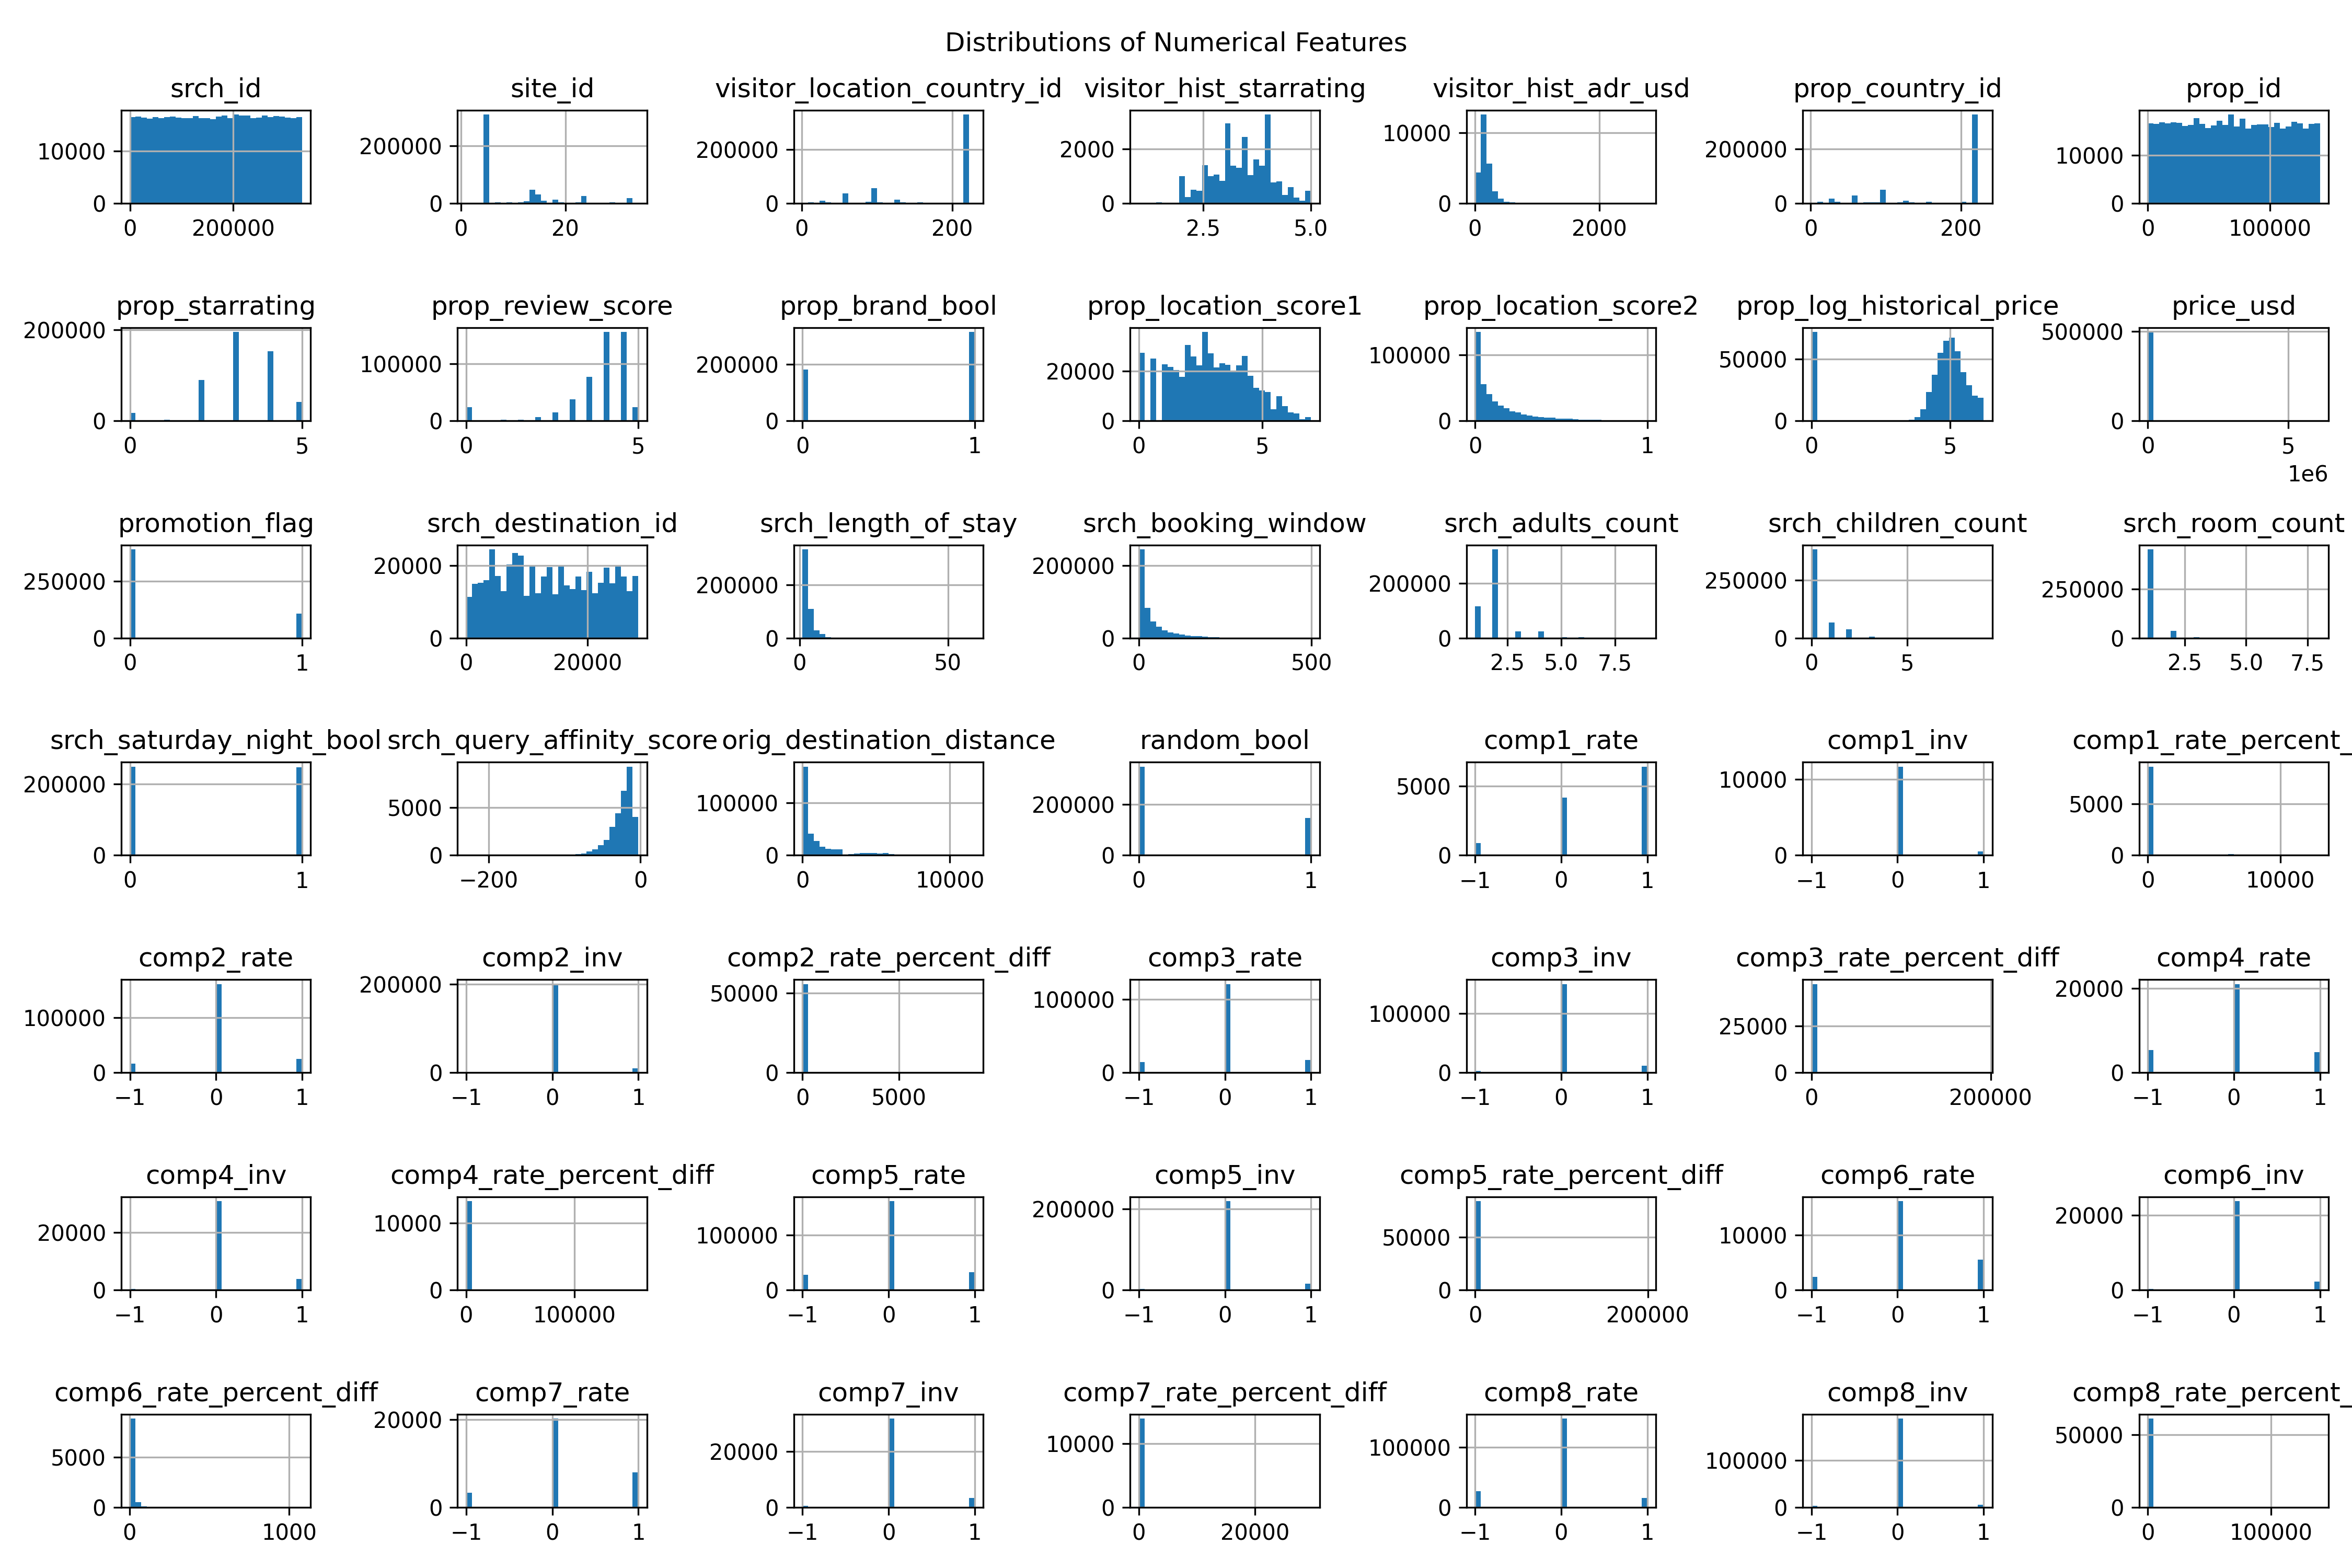 Distributions of Numerical Features
srch_id site_id visitor_location_country_id visitor_hist_starrating visitor_hist_adr_usd prop_country_id prop_id
10000 0 0 200000
200000 0 0 20
200000 0 0 200
2000 0 2.5 5.0
10000 0 0 2000
200000 0 0 200
10000 0 0 100000
prop_starrating prop_review_score prop_brand_bool prop_location_score1 prop_location_score2 prop_log_historical_price price_usd
200000 0 0 5
100000 0 0 5
200000 0 0 1
20000 0 0 5
100000 0 0 1
50000 0 0 5
500000 0 0 5 1e6
promotion_flag srch_destination_id srch_length_of_stay srch_booking_window srch_adults_count srch_children_count srch_room_count
250000 0 0 1
20000 0 0 20000
200000 0 0 50
200000 0 0 500
200000 0 2.5 5.0 7.5
250000 0 0 5
250000 0 2.5 5.0 7.5
srch_saturday_night_bool srch_query_affinity_score orig_destination_distance random_bool comp1_rate comp1_inv comp1_rate_percent_
200000 0 0 1
5000 0 −200 0
100000 0 0 10000
200000 0 0 1
5000 0 −1 0 1
10000 0 −1 0 1
5000 0 0 10000
comp2_rate comp2_inv comp2_rate_percent_diff comp3_rate comp3_inv comp3_rate_percent_diff comp4_rate
100000 0 −1 0 1
200000 0 −1 0 1
50000 0 0 5000
100000 0 −1 0 1
100000 0 −1 0 1
25000 0 0 200000
20000 0 −1 0 1
comp4_inv comp4_rate_percent_diff comp5_rate comp5_inv comp5_rate_percent_diff comp6_rate comp6_inv
20000 0 −1 0 1
10000 0 0 100000
100000 0 −1 0 1
200000 0 −1 0 1
50000 0 0 200000
10000 0 −1 0 1
20000 0 −1 0 1
comp6_rate_percent_diff comp7_rate comp7_inv comp7_rate_percent_diff comp8_rate comp8_inv comp8_rate_percent_
5000 0 0 1000
20000 0 −1 0 1
20000 0 −1 0 1
10000 0 0 20000
100000 0 −1 0 1
100000 0 −1 0 1
50000 0 0 100000